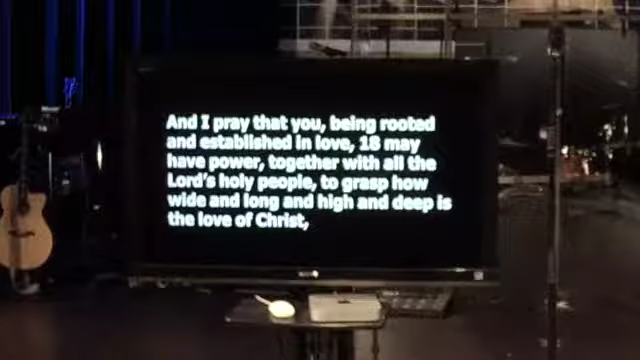 And I pray that you, being rooted
and established in love, 18 may
have power, together with all the
Lord's holy people, to grasp how
wide and long and high and deep is
the love of Christ,